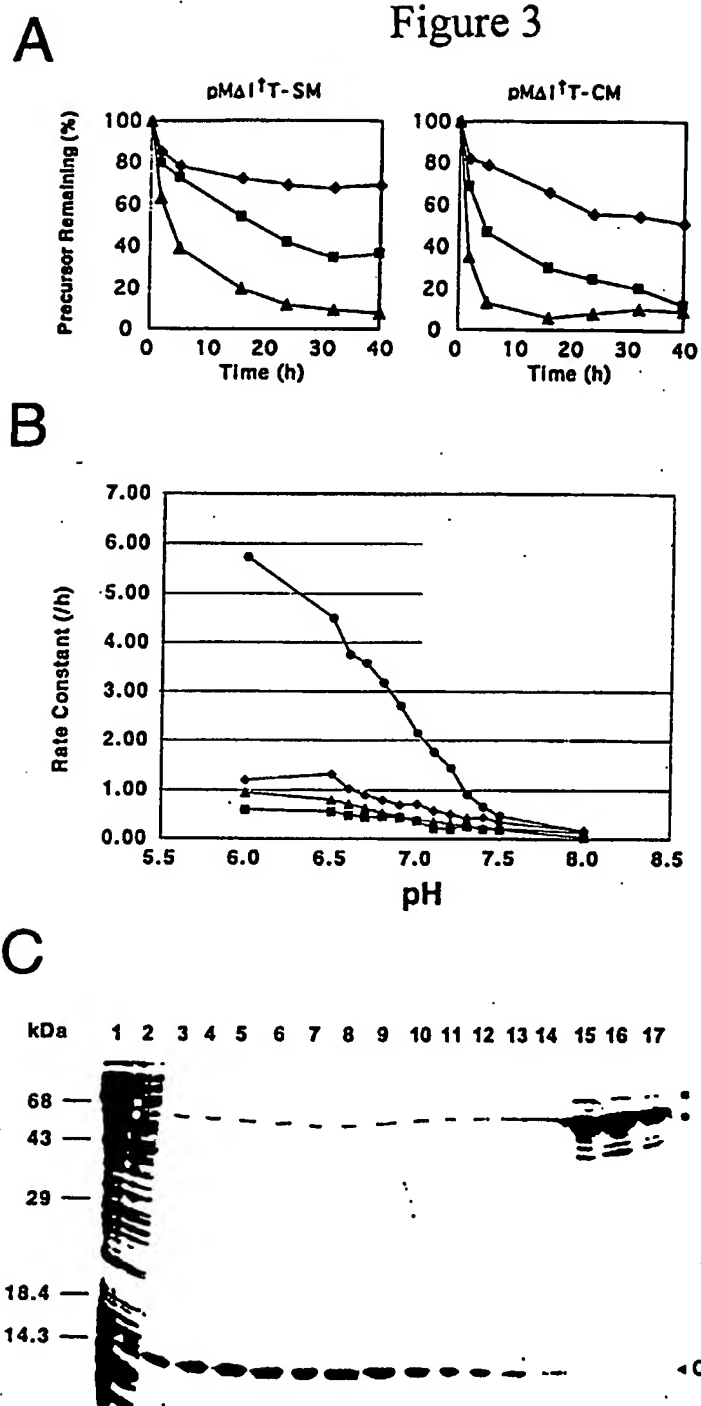 Figure 3
A
pMΔI†T-SM
pMΔI†T-CM
Precursor Remaining (%)
100
80
60
40
20
0
0 10 20 30 40
Time (h)
100
80
60
40
20
0
0 10 20 30 40
Time (h)
B
Rate Constant (/h)
7.00
6.00
5.00
4.00
3.00
2.00
1.00
0.00
5.5 6.0 6.5 7.0 7.5 8.0 8.5
pH
C
kDa 1 2 3 4 5 6 7 8 9 10 11 12 13 14 15 16 17
68
43
29
18.4
14.3